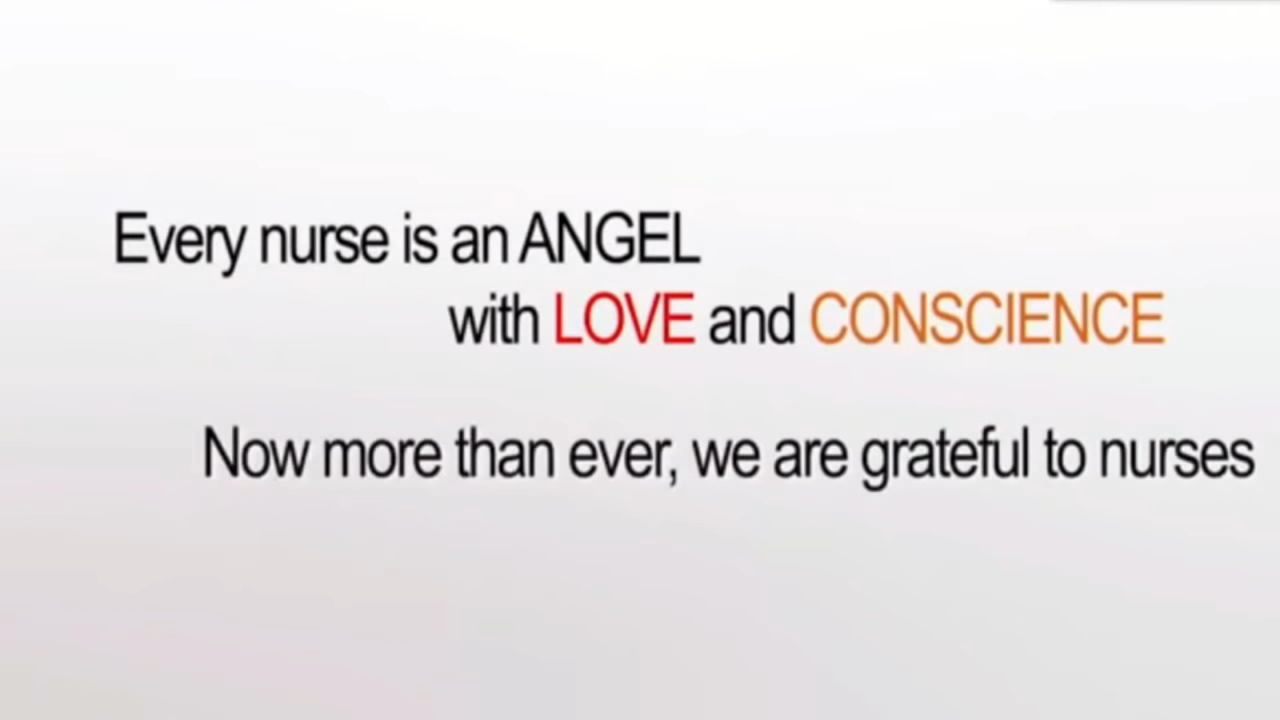 Every nurse is an ANGEL
with LOVE and CONSCIENCE
Now more than ever, we are grateful to nurses